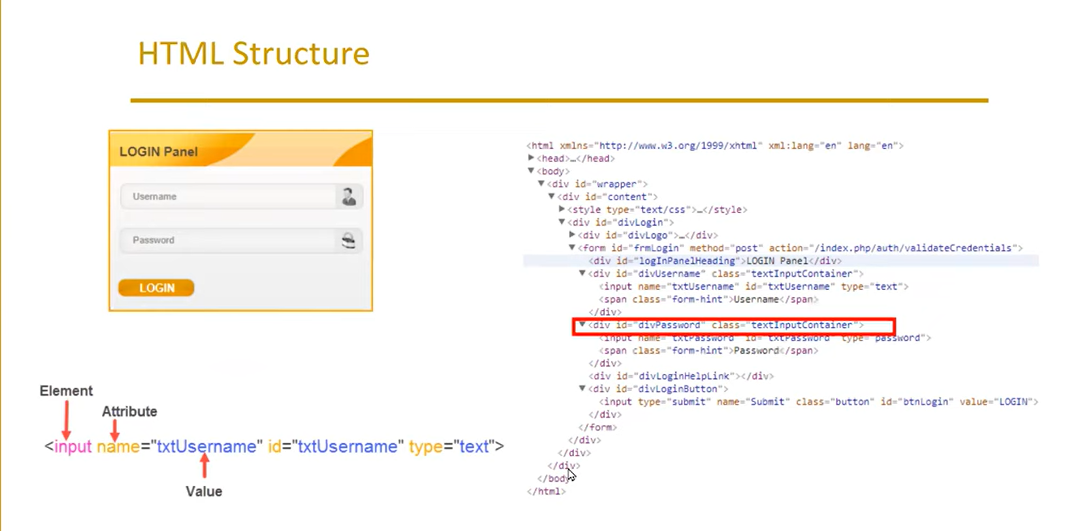 HTML Structure
LOGIN Panel
Username
Password
LOGIN
Element
Attribute
<input name="txtUsername" id="txtUsername" type="text">
Value
<html xmlns="http://www.w3.org/1999/xhtml" xml:lang="en" lang="en">
▶<head>…</head>
▼<body>
▼<div id="wrapper">
▼<div id="content">
▶<style type="text/css">…</style>
▼<div id="divLogin">
▶<div id="divLogo">…</div>
▼<form id="frmLogin" method="post" action="/index.php/auth/validateCredentials">
<div id="logInPanelHeading">LOGIN Panel</div>
▼<div id="divUsername" class="textInputContainer">
<input name="txtUsername" id="txtUsername" type="text">
<span class="form-hint">Username</span>
</div>
▼<div id="divPassword" class="textInputContainer">
<input name="txtPassword" id="txtPassword" type="password">
<span class="form-hint">Password</span>
</div>
<div id="divLoginHelpLink"></div>
▼<div id="divLoginButton">
<input type="submit" name="Submit" class="button" id="btnLogin" value="LOGIN">
</div>
</form>
</div>
</div>
</div>
</body>
</html>